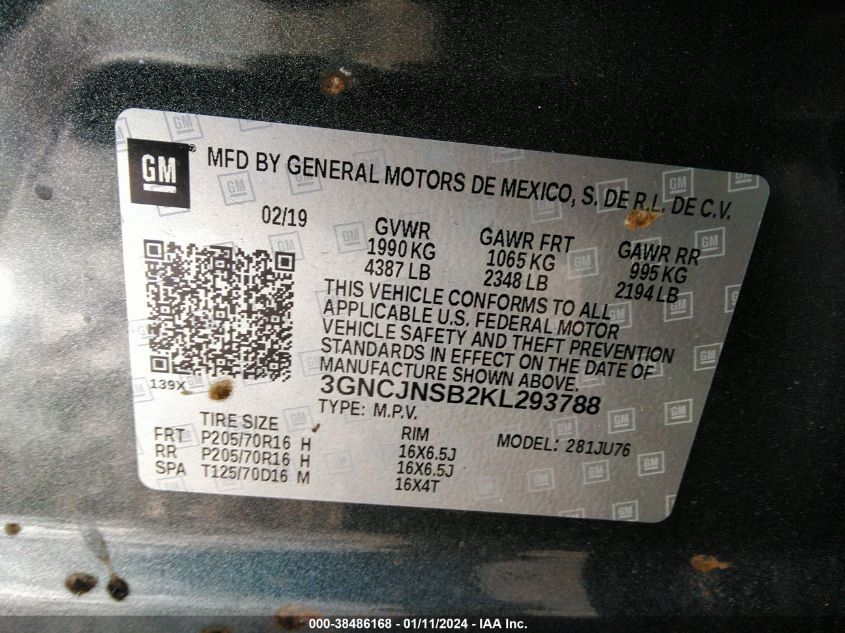 GM ® MFD BY GENERAL MOTORS DE MEXICO, S. DE R.L. DE C.V.
02/19
GVWR GAWR FRT GAWR RR
1990 KG 1065 KG 995 KG
4387 LB 2348 LB 2194 LB
THIS VEHICLE CONFORMS TO ALL
APPLICABLE U.S. FEDERAL MOTOR
VEHICLE SAFETY AND THEFT PREVENTION
STANDARDS IN EFFECT ON THE DATE OF
MANUFACTURE SHOWN ABOVE.
139X
3GNCJNSB2KL293788
TYPE: M.P.V.
MODEL: 281JU76
TIRE SIZE RIM
FRT P205/70R16 H 16X6.5J
RR P205/70R16 H 16X6.5J
SPA T125/70D16 M 16X4T
000-38486168 - 01/11/2024 - IAA Inc.